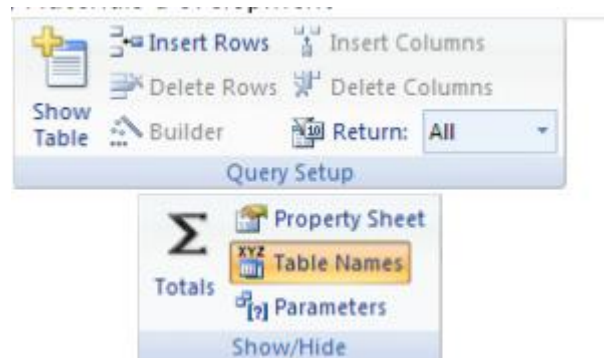 Insert Rows Insert Columns
Delete Rows Delete Columns
Show Table
Builder Return: All
Query Setup
Property Sheet
XYZ Table Names
Totals
[?] Parameters
Show/Hide